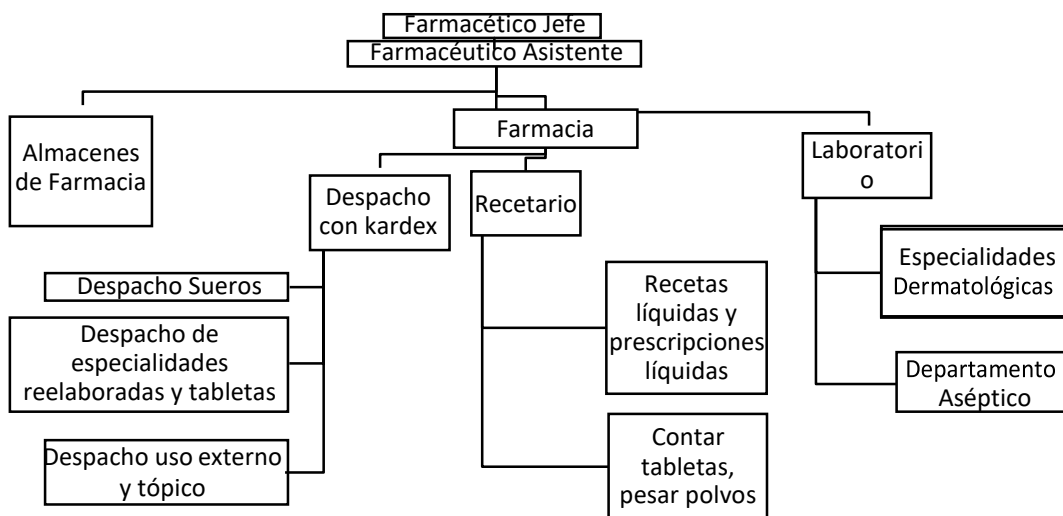 Farmacético Jefe
Farmacéutico Asistente
Almacenes
de Farmacia
Farmacia
Laboratori
o
Despacho
con kardex
Recetario
Despacho Sueros
Despacho de
especialidades
reelaboradas y tabletas
Despacho uso externo
y tópico
Recetas
líquidas y
prescripciones
líquidas
Contar
tabletas,
pesar polvos
Especialidades
Dermatológicas
Departamento
Aséptico